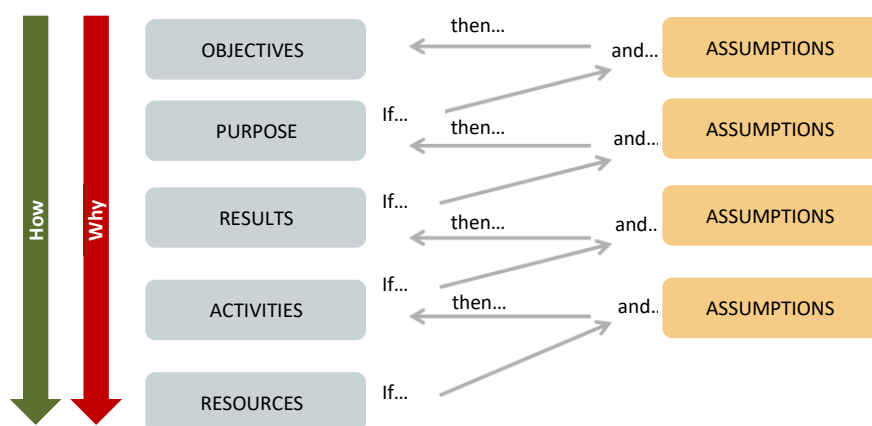 then...
OBJECTIVES
and...
ASSUMPTIONS
If...
PURPOSE
then...
and...
ASSUMPTIONS
If...
RESULTS
then...
and..
ASSUMPTIONS
If...
ACTIVITIES
then...
and..
ASSUMPTIONS
If...
RESOURCES
How
Why